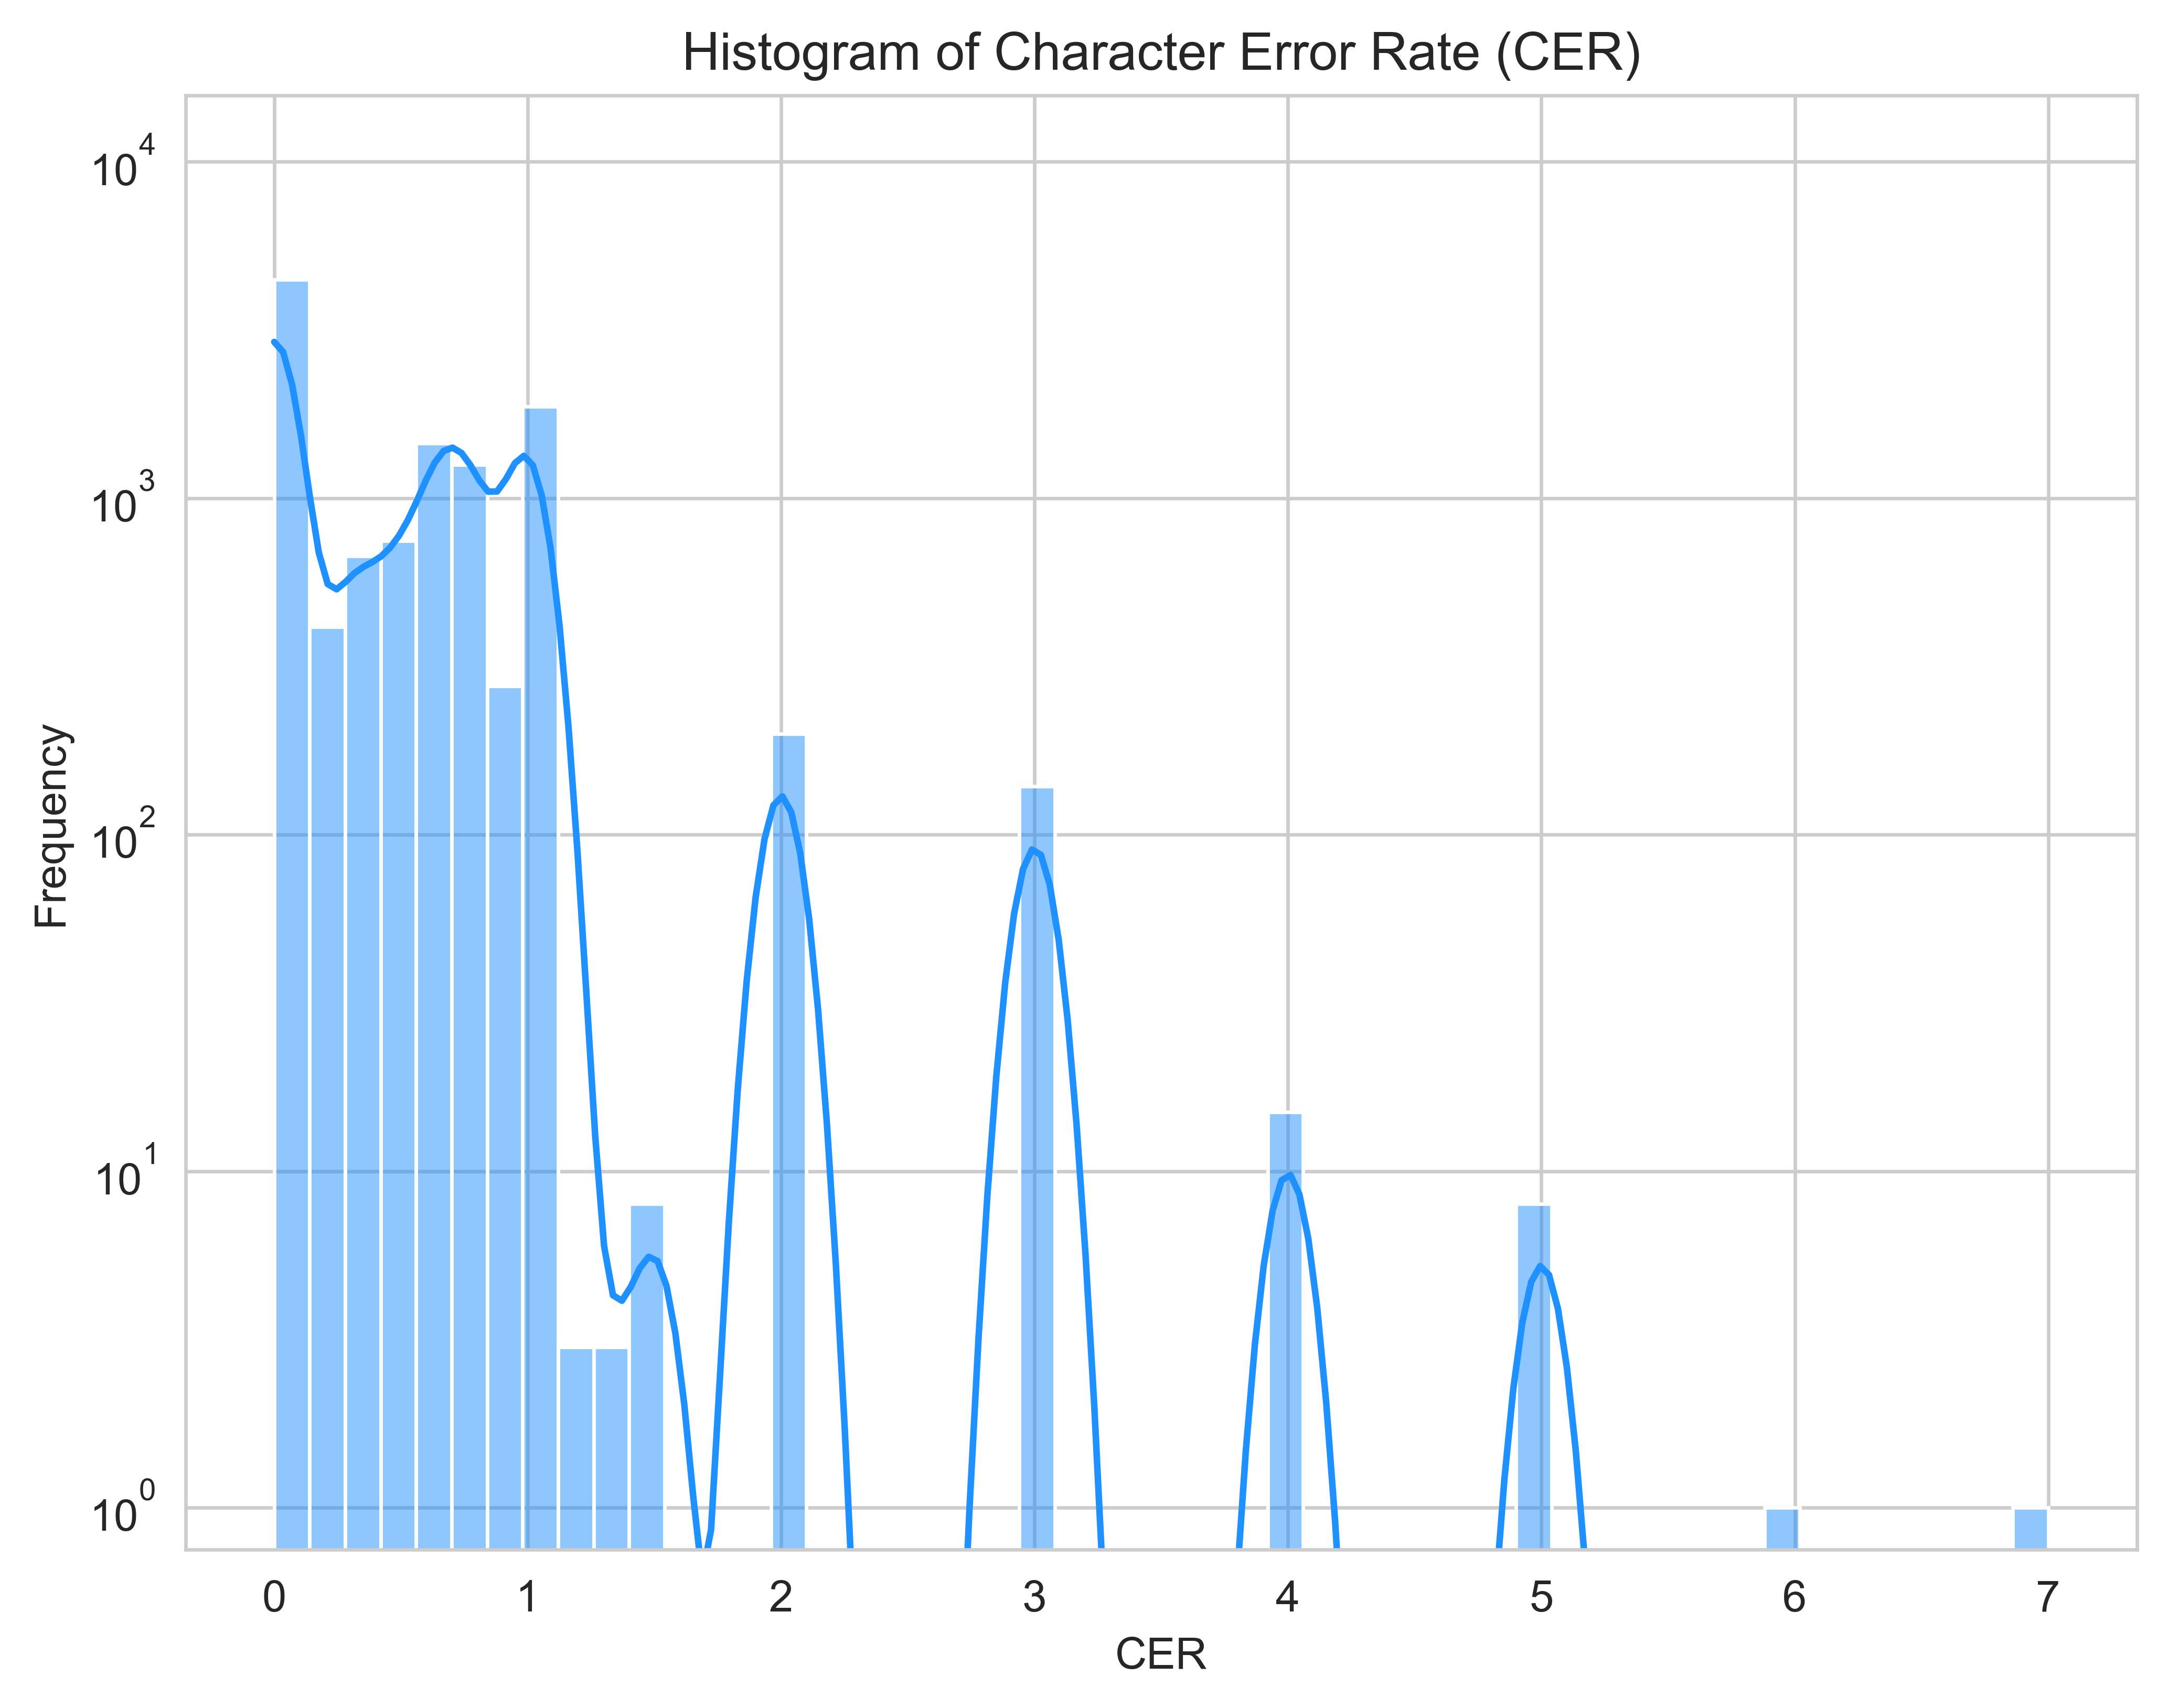 Histogram of Character Error Rate (CER)
10^4
10^3
10^2
10^1
10^0
Frequency
0 1 2 3 4 5 6 7
CER